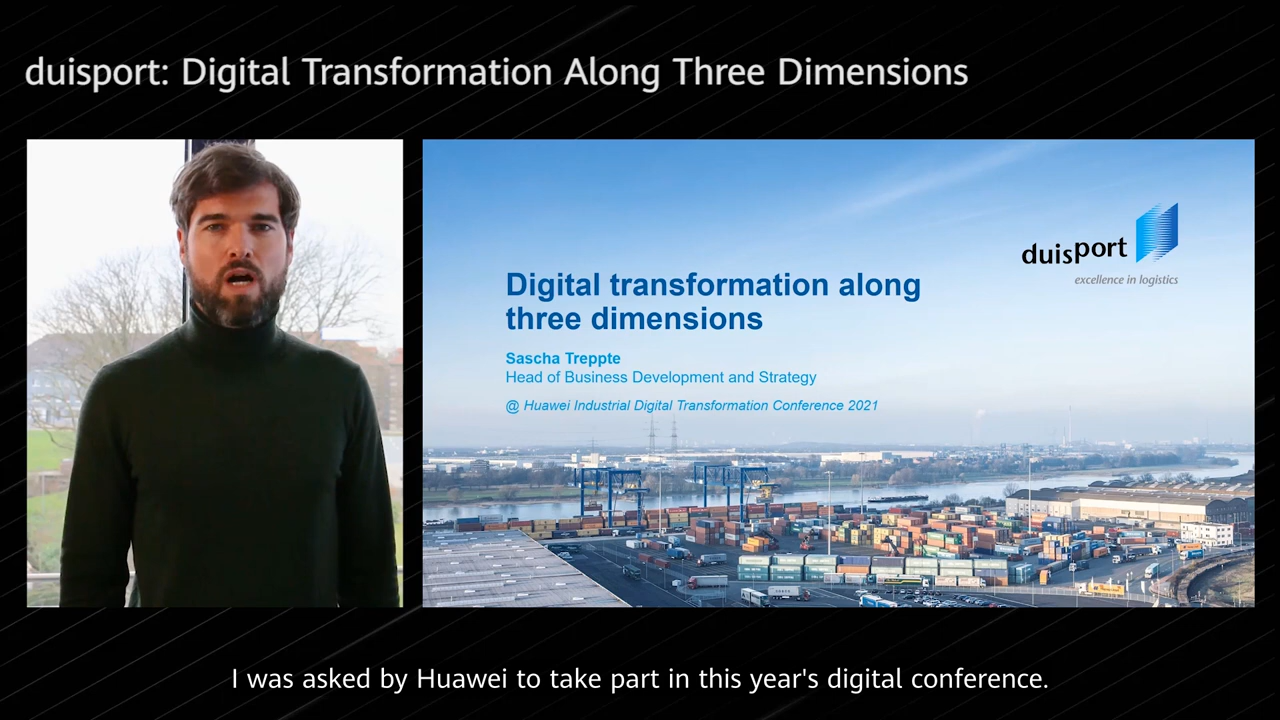 duisport: Digital Transformation Along Three Dimensions
duisport
excellence in logistics
Digital transformation along
three dimensions
Sascha Treppte
Head of Business Development and Strategy
@ Huawei Industrial Digital Transformation Conference 2021
I was asked by Huawei to take part in this year's digital conference.